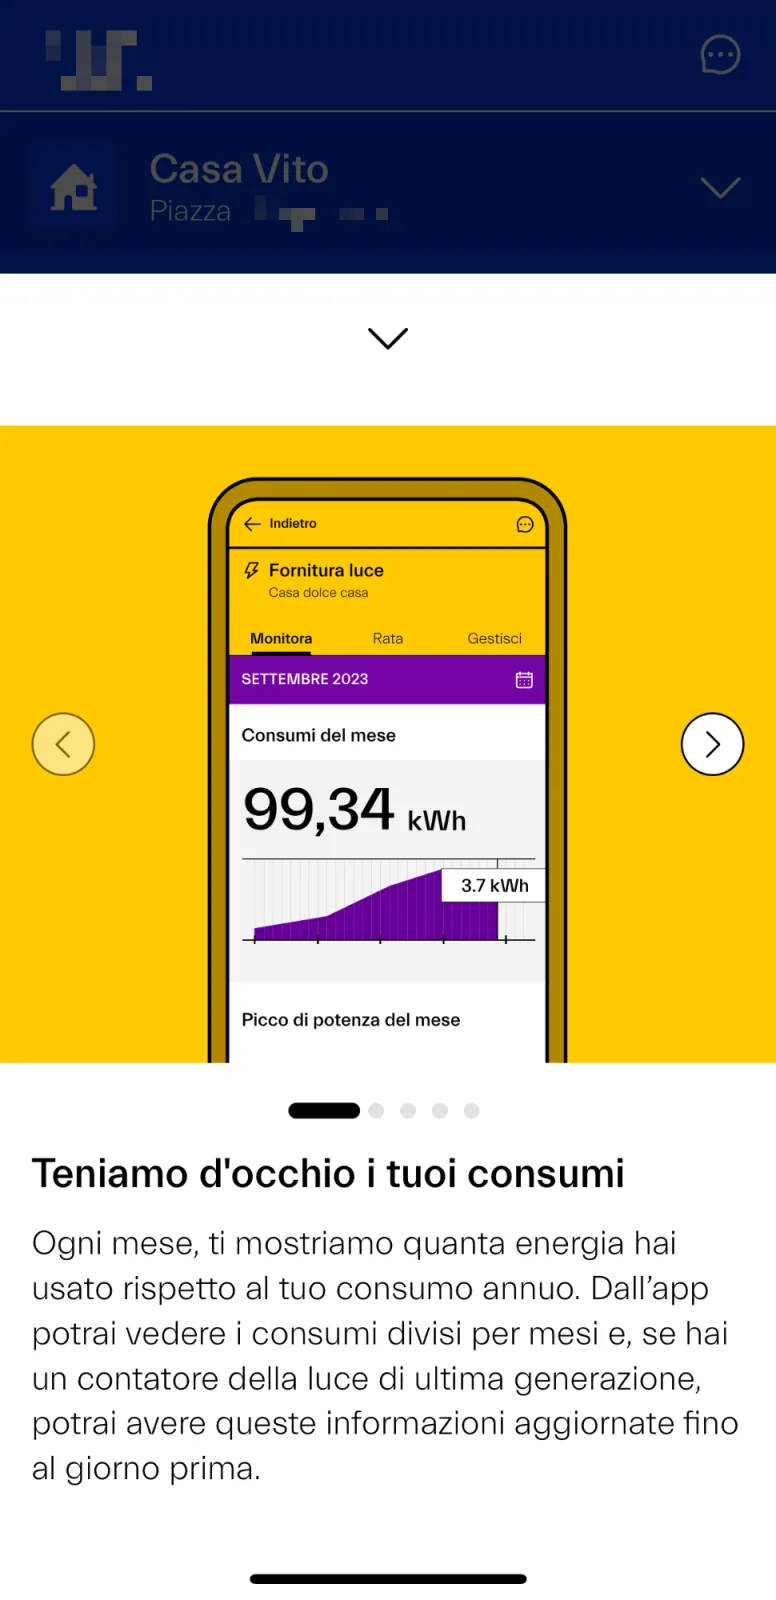 Casa Vito
Piazza
Indietro
Fornitura luce
Casa dolce casa
Monitora Rata Gestisci
SETTEMBRE 2023
Consumi del mese
99,34 kWh
3.7 kWh
Picco di potenza del mese
Teniamo d'occhio i tuoi consumi
Ogni mese, ti mostriamo quanta energia hai
usato rispetto al tuo consumo annuo. Dall’app
potrai vedere i consumi divisi per mesi e, se hai
un contatore della luce di ultima generazione,
potrai avere queste informazioni aggiornate fino
al giorno prima.